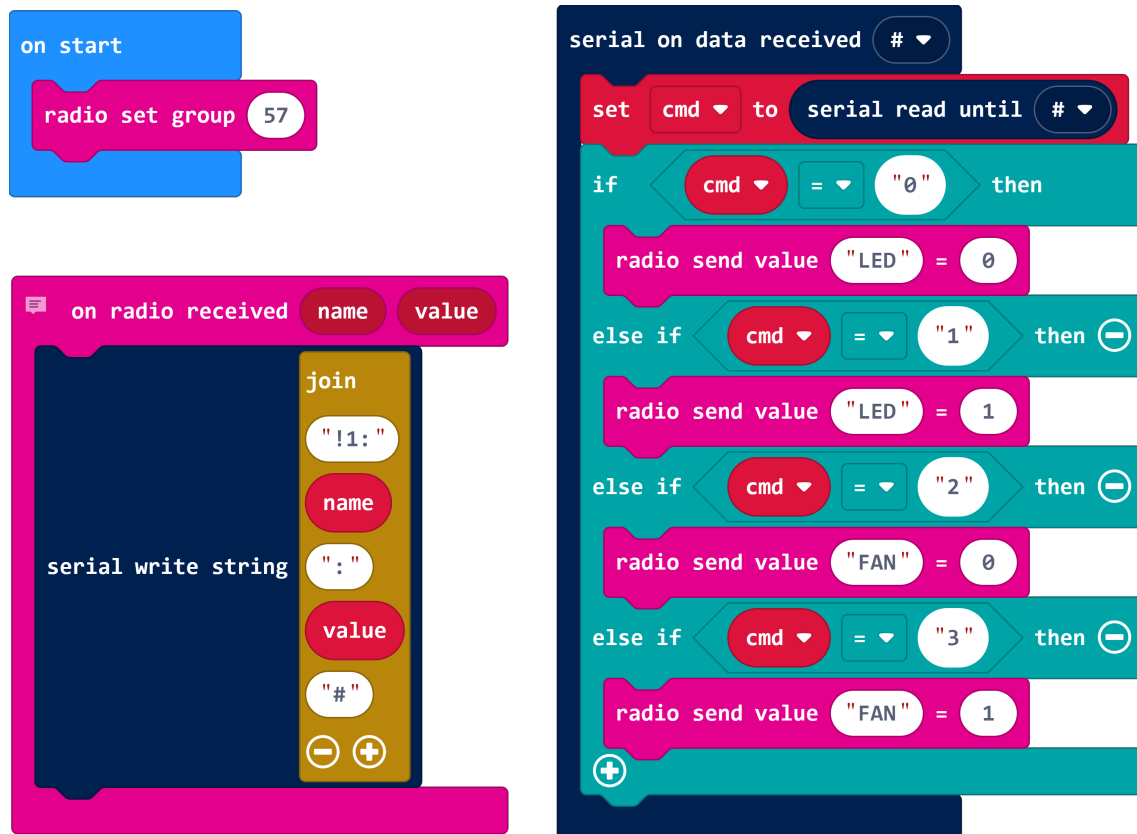 on start
radio set group 57
on radio received name value
join
"!1:"
name
serial write string ":"
value
"#"
serial on data received #
set cmd to serial read until #
if cmd = "0" then
radio send value "LED" = 0
else if cmd = "1" then
radio send value "LED" = 1
else if cmd = "2" then
radio send value "FAN" = 0
else if cmd = "3" then
radio send value "FAN" = 1